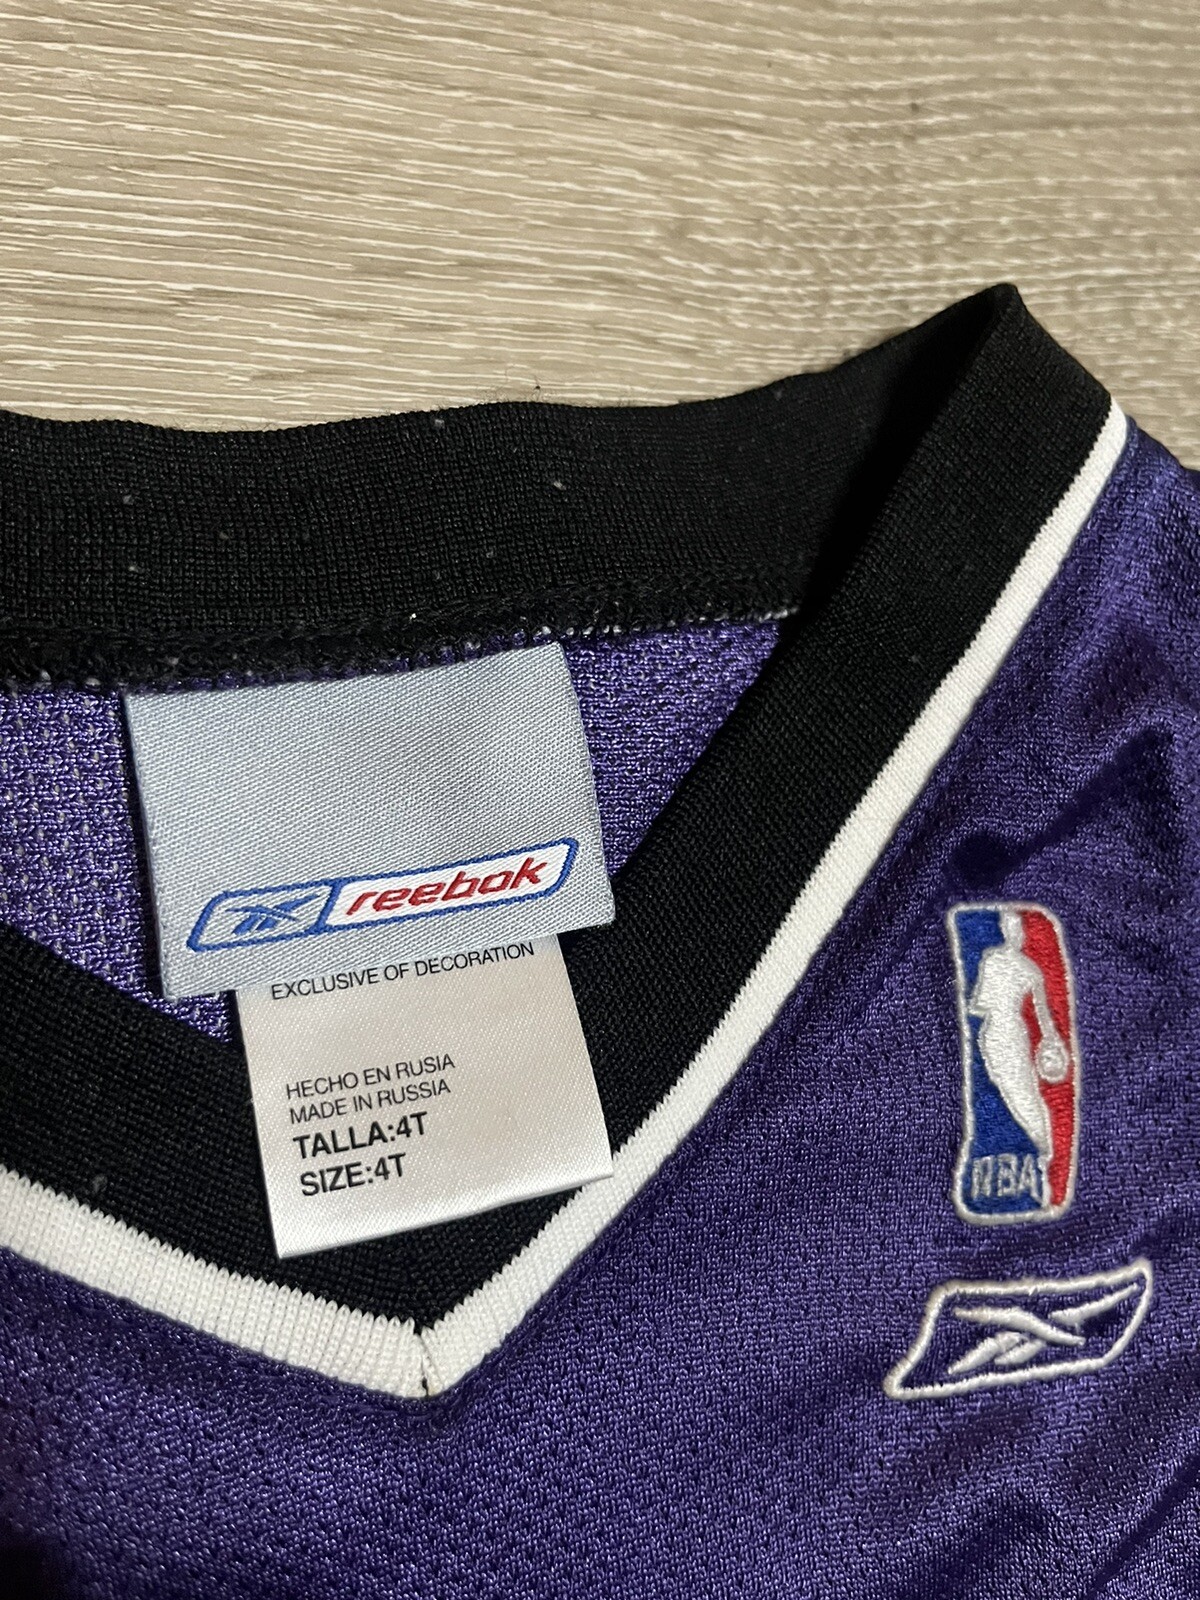 reebok
EXCLUSIVE OF DECORATION
HECHO EN RUSIA
MADE IN RUSSIA
TALLA:4T
SIZE:4T
NBA